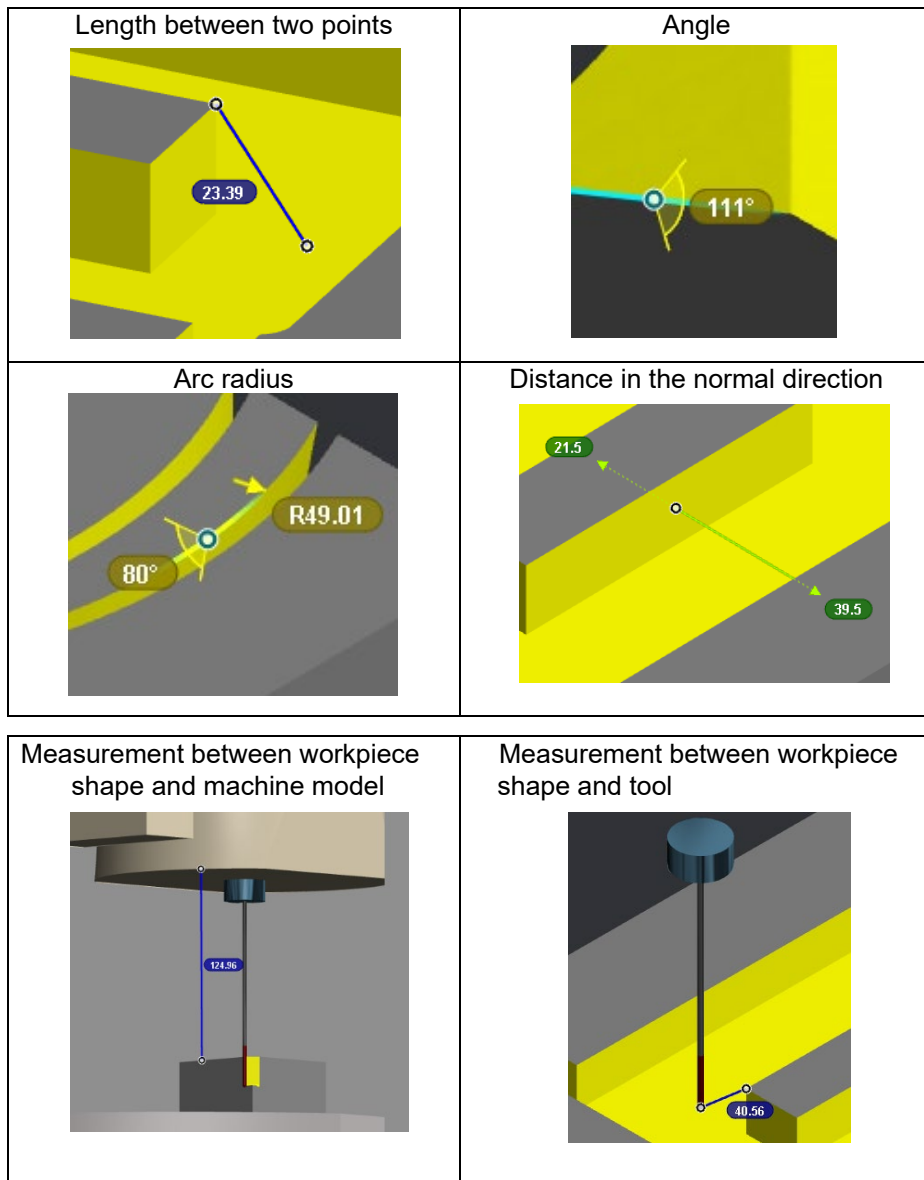 Length between two points
23.39
Angle
111°
Arc radius
R49.01
80°
Distance in the normal direction
21.5
39.5
Measurement between workpiece
shape and machine model
124.96
Measurement between workpiece
shape and tool
40.56